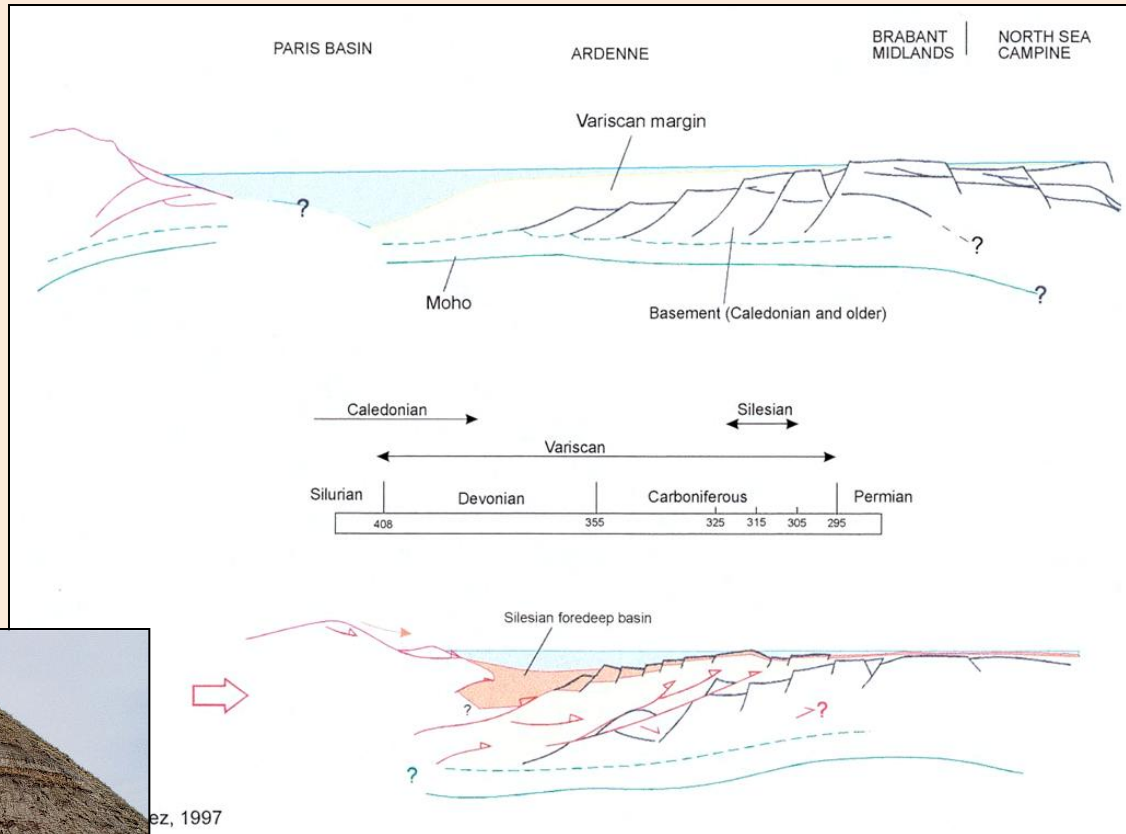 PARIS BASIN
ARDENNE
BRABANT
MIDLANDS
NORTH SEA
CAMPINE
Variscan margin
?
?
Moho
?
Basement (Caledonian and older)
Caledonian
Silesian
Variscan
Silurian
Devonian
Carboniferous
Permian
408
355
325
315
305
295
Silesian foredeep basin
?
>?
?
ez, 1997